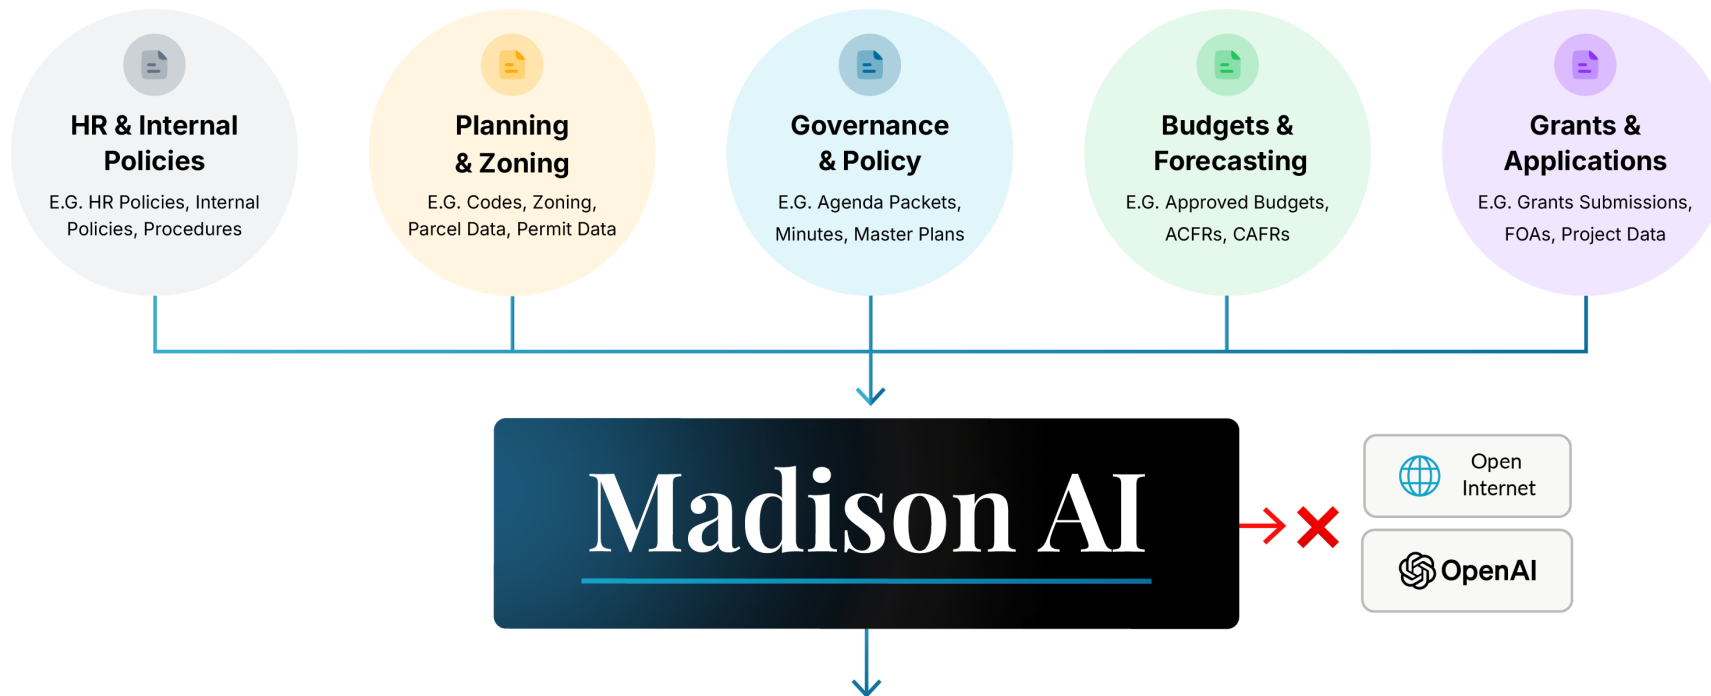 HR & Internal
Policies
E.G. HR Policies, Internal
Policies, Procedures
Planning
& Zoning
E.G. Codes, Zoning,
Parcel Data, Permit Data
Governance
& Policy
E.G. Agenda Packets,
Minutes, Master Plans
Budgets &
Forecasting
E.G. Approved Budgets,
ACFRs, CAFRs
Grants &
Applications
E.G. Grants Submissions,
FOAs, Project Data
Madison AI
Open
Internet
OpenAI